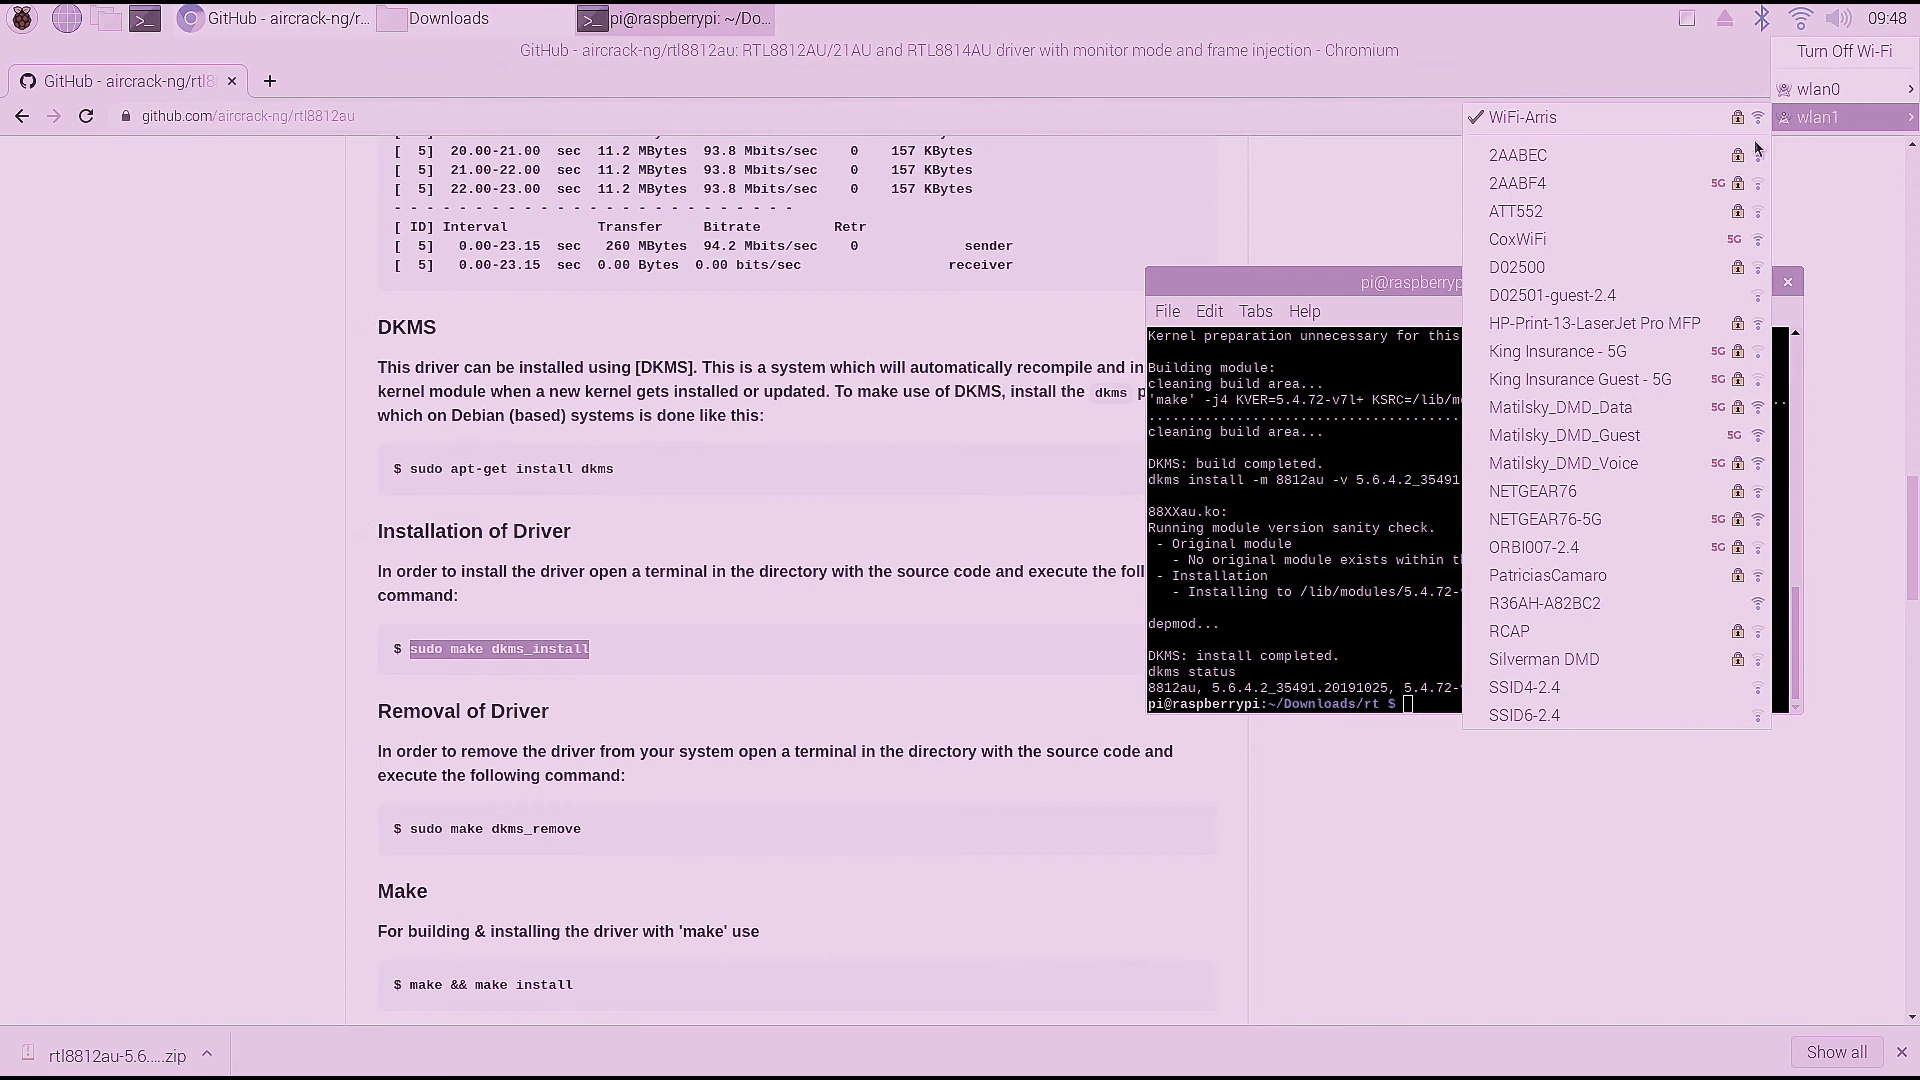 GitHub - aircrack-ng/r...
Downloads
pi@raspberrypi: ~/Do...
09:48
GitHub - aircrack-ng/rtl8812au: RTL8812AU/21AU and RTL8814AU driver with monitor mode and frame injection - Chromium
Turn Off Wi-Fi
GitHub - aircrack-ng/rtl8
wlan0
github.com/aircrack-ng/rtl8812au
WiFi-Arris
wlan1
[ 5] 20.00-21.00 sec 11.2 MBytes 93.8 Mbits/sec 0 157 KBytes
[ 5] 21.00-22.00 sec 11.2 MBytes 93.8 Mbits/sec 0 157 KBytes
[ 5] 22.00-23.00 sec 11.2 MBytes 93.8 Mbits/sec 0 157 KBytes
- - - - - - - - - - - - - - - - - - - - - - - - -
[ ID] Interval Transfer Bitrate Retr
[ 5] 0.00-23.15 sec 260 MBytes 94.2 Mbits/sec 0 sender
[ 5] 0.00-23.15 sec 0.00 Bytes 0.00 bits/sec receiver
DKMS
This driver can be installed using [DKMS]. This is a system which will automatically recompile and in
kernel module when a new kernel gets installed or updated. To make use of DKMS, install the dkms p
which on Debian (based) systems is done like this:
$ sudo apt-get install dkms
Installation of Driver
In order to install the driver open a terminal in the directory with the source code and execute the foll
command:
$ sudo make dkms_install
Removal of Driver
In order to remove the driver from your system open a terminal in the directory with the source code and
execute the following command:
$ sudo make dkms_remove
Make
For building & installing the driver with 'make' use
$ make && make install
pi@raspberryp
File Edit Tabs Help
Kernel preparation unnecessary for this
Building module:
cleaning build area...
'make' -j4 KVER=5.4.72-v7l+ KSRC=/lib/m
cleaning build area...
DKMS: build completed.
dkms install -m 8812au -v 5.6.4.2_35491
88XXau.ko:
Running module version sanity check.
- Original module
- No original module exists within t
- Installation
- Installing to /lib/modules/5.4.72-
depmod...
DKMS: install completed.
dkms status
8812au, 5.6.4.2_35491.20191025, 5.4.72-
pi@raspberrypi:~/Downloads/rt $
2AABEC
2AABF4 5G
ATT552
CoxWiFi 5G
D02500
D02501-guest-2.4
HP-Print-13-LaserJet Pro MFP
King Insurance - 5G 5G
King Insurance Guest - 5G 5G
Matilsky_DMD_Data 5G
Matilsky_DMD_Guest 5G
Matilsky_DMD_Voice 5G
NETGEAR76
NETGEAR76-5G 5G
ORBI007-2.4 5G
PatriciasCamaro
R36AH-A82BC2
RCAP
Silverman DMD
SSID4-2.4
SSID6-2.4
rtl8812au-5.6.....zip
Show all